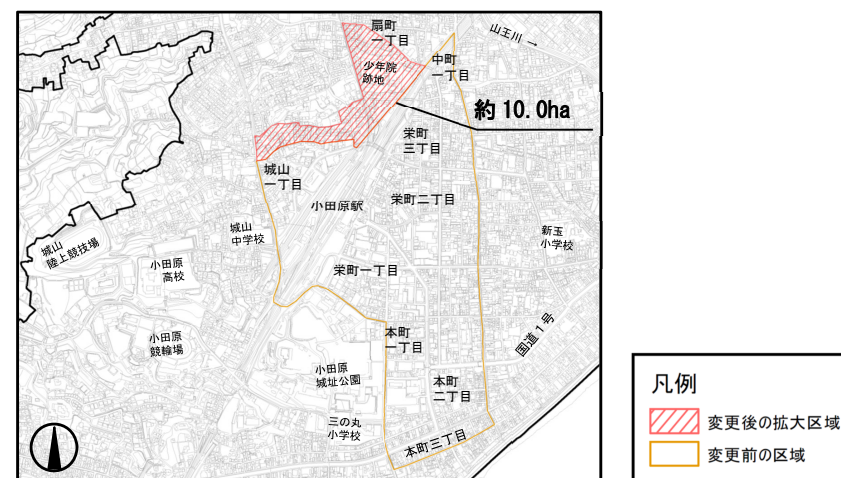 扇町
一丁目
山王川 →
少年院
跡地
中町
一丁目
約 10.0ha
栄町
三丁目
城山
一丁目
小田原駅
栄町二丁目
城山
中学校
新玉
小学校
城山
陸上競技場
小田原
高校
栄町一丁目
小田原
競輪場
本町
一丁目
国道1号
小田原
城址公園
本町
二丁目
三の丸
小学校
本町三丁目
凡例
変更後の拡大区域
変更前の区域